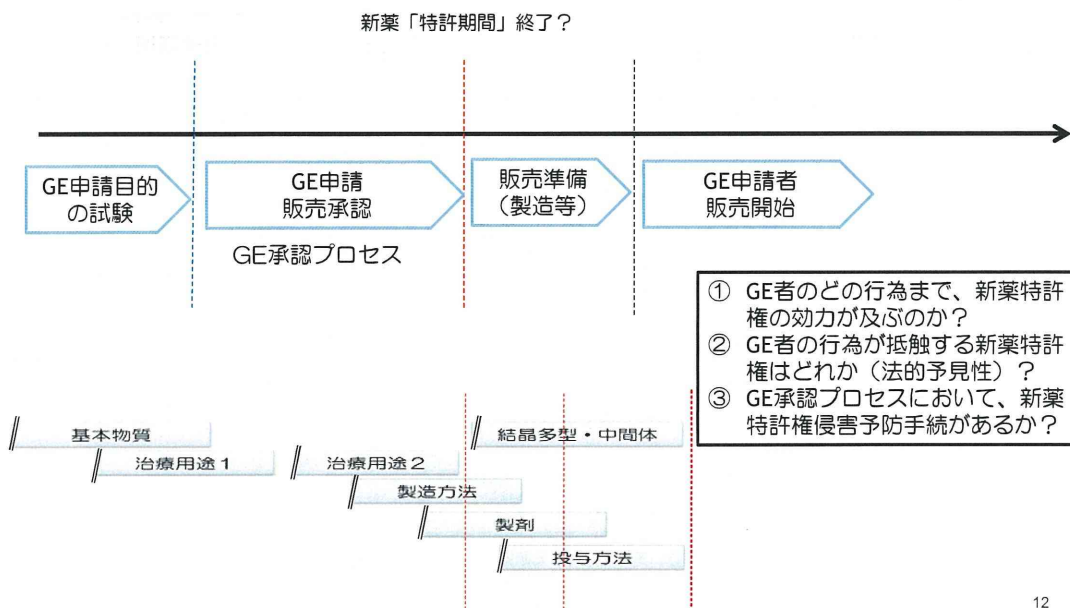 新薬「特許期間」終了？
GE申請目的
の試験
GE申請
販売承認
販売準備
(製造等)
GE申請者
販売開始
GE承認プロセス
① GE者のどの行為まで、新薬特許
権の効力が及ぶのか？
② GE者の行為が抵触する新薬特許
権はどれか（法的予見性）？
③ GE承認プロセスにおいて、新薬
特許権侵害予防手続があるか？
基本物質
結晶多型・中間体
治療用途１
治療用途２
製造方法
製剤
投与方法
12